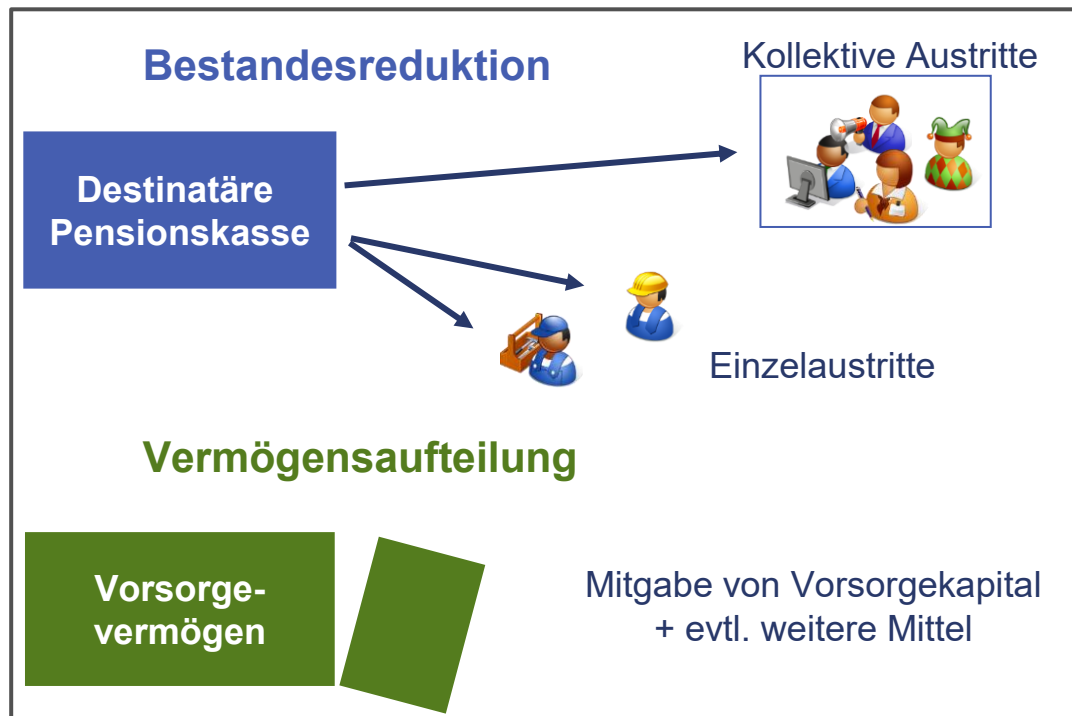 Bestandesreduktion
Kollektive Austritte
Destinatäre
Pensionskasse
Einzelaustritte
Vermögensaufteilung
Vorsorge-
vermögen
Mitgabe von Vorsorgekapital
+ evtl. weitere Mittel